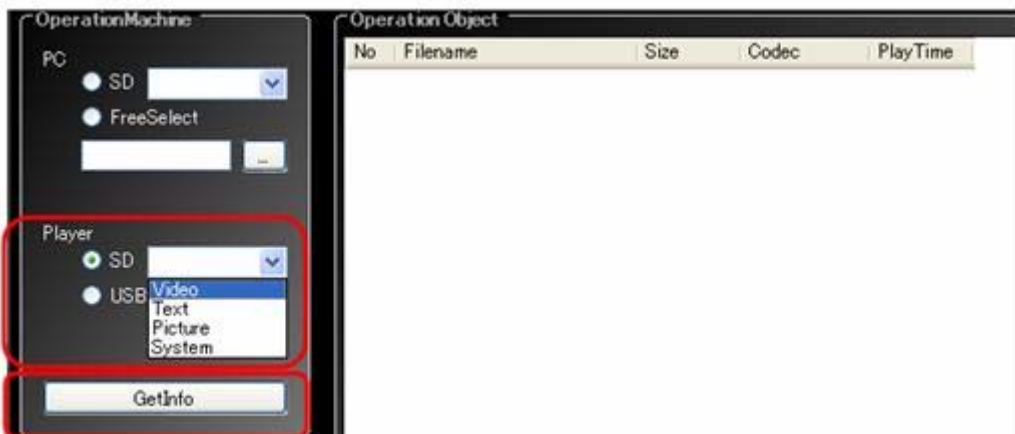 OperationMachine
PC
SD
FreeSelect
...
Player
SD
USB
Video
Text
Picture
System
GetInfo
Operation Object
No Filename Size Codec PlayTime